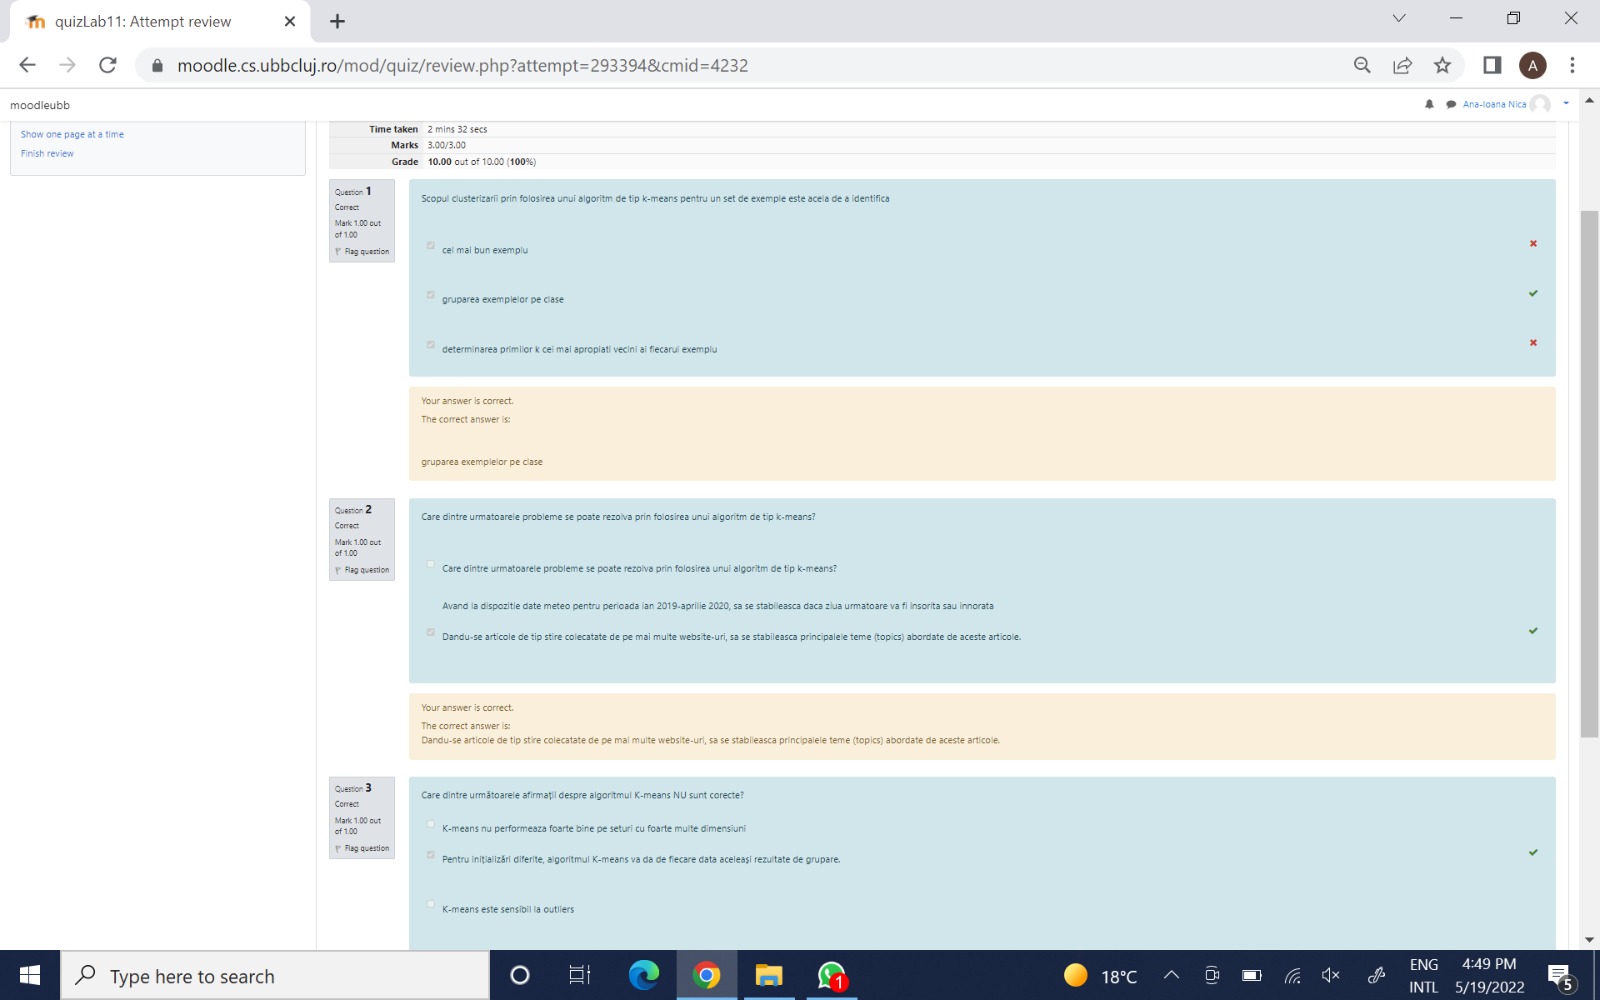 quizLab11: Attempt review
moodle.cs.ubbcluj.ro/mod/quiz/review.php?attempt=293394&cmid=4232
A
moodleubb
Ana-Ioana Nica
Show one page at a time
Finish review
Time taken 2 mins 32 secs
Marks 3.00/3.00
Grade 10.00 out of 10.00 (100%)
Question 1
Correct
Mark 1.00 out
of 1.00
Flag question
Scopul clusterizarii prin folosirea unui algoritm de tip k-means pentru un set de exemple este acela de a identifica
cel mai bun exemplu
gruparea exemplelor pe clase
determinarea primilor k cei mai apropiati vecini ai fiecarui exemplu
Your answer is correct.
The correct answer is:
gruparea exemplelor pe clase
Question 2
Correct
Mark 1.00 out
of 1.00
Flag question
Care dintre urmatoarele probleme se poate rezolva prin folosirea unui algoritm de tip k-means?
Care dintre urmatoarele probleme se poate rezolva prin folosirea unui algoritm de tip k-means?
Avand la dispozitie date meteo pentru perioada ian 2019-aprilie 2020, sa se stabileasca daca ziua urmatoare va fi insorita sau innorata
Dandu-se articole de tip stire colecatate de pe mai multe website-uri, sa se stabileasca principalele teme (topics) abordate de aceste articole.
Your answer is correct.
The correct answer is:
Dandu-se articole de tip stire colecatate de pe mai multe website-uri, sa se stabileasca principalele teme (topics) abordate de aceste articole.
Question 3
Correct
Mark 1.00 out
of 1.00
Flag question
Care dintre următoarele afirmații despre algoritmul K-means NU sunt corecte?
K-means nu performeaza foarte bine pe seturi cu foarte multe dimensiuni
Pentru inițializări diferite, algoritmul K-means va da de fiecare data aceleași rezultate de grupare.
K-means este sensibil la outliers
Type here to search
1
18°C
ENG
INTL
4:49 PM
5/19/2022
5